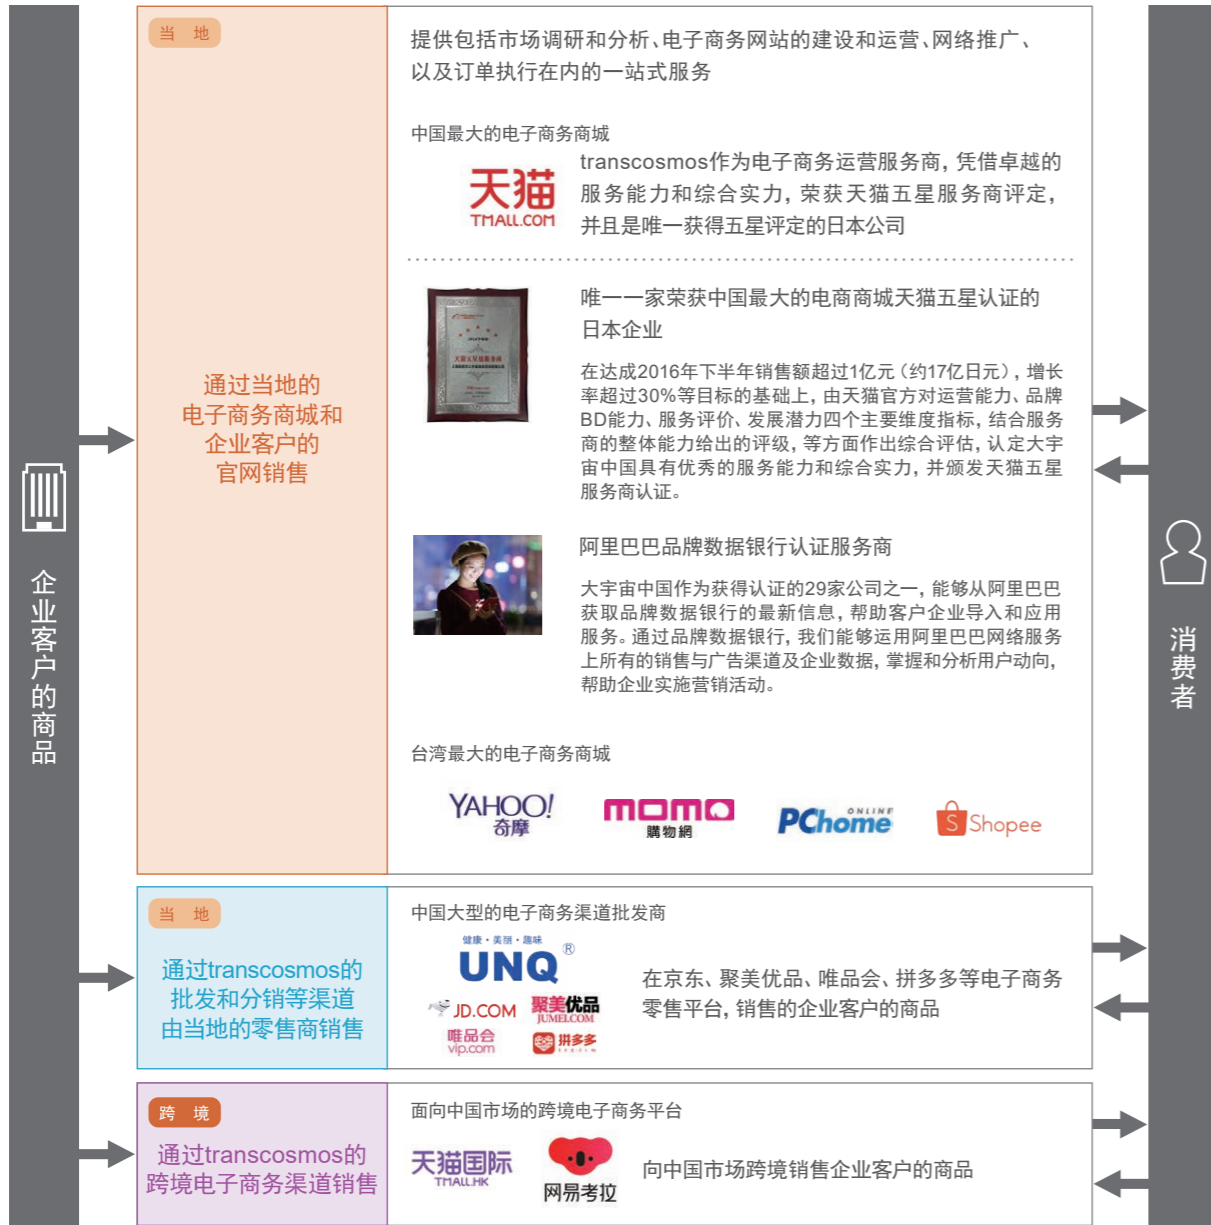 当 地
提供包括市场调研和分析、电子商务网站的建设和运营、网络推广、
以及订单执行在内的一站式服务
中国最大的电子商务商城
天猫
TMALL.COM
transcosmos作为电子商务运营服务商, 凭借卓越的
服务能力和综合实力, 荣获天猫五星服务商评定,
并且是唯一获得五星评定的日本公司
唯一一家荣获中国最大的电商商城天猫五星认证的
日本企业
在达成2016年下半年销售额超过1亿元（约17亿日元）, 增长
率超过30%等目标的基础上, 由天猫官方对运营能力、品牌
BD能力、服务评价、发展潜力四个主要维度指标, 结合服务
商的整体能力给出的评级, 等方面作出综合评估, 认定大宇
宙中国具有优秀的服务能力和综合实力, 并颁发天猫五星
服务商认证。
通过当地的
电子商务商城和
企业客户的
官网销售
阿里巴巴品牌数据银行认证服务商
大宇宙中国作为获得认证的29家公司之一, 能够从阿里巴巴
获取品牌数据银行的最新信息, 帮助客户企业导入和应用
服务。通过品牌数据银行, 我们能够运用阿里巴巴网络服务
上所有的销售与广告渠道及企业数据, 掌握和分析用户动向,
帮助企业实施营销活动。
台湾最大的电子商务商城
YAHOO!
奇摩
momo
購物網
PChome
ONLINE
Shopee
企业客户的商品
消费者
当 地
通过transcosmos的
批发和分销等渠道
由当地的零售商销售
中国大型的电子商务渠道批发商
健康・美丽・趣味
UNQ®
JD.COM
聚美优品
JUMEI.COM
唯品会
vip.com
拼多多
在京东、聚美优品、唯品会、拼多多等电子商务
零售平台, 销售的企业客户的商品
跨 境
通过transcosmos的
跨境电子商务渠道销售
面向中国市场的跨境电子商务平台
天猫国际
TMALL.HK
网易考拉
向中国市场跨境销售企业客户的商品